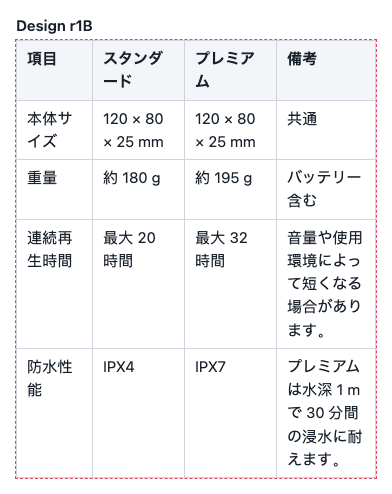 Design r1B
項目
スタンダ
ード
プレミア
ム
備考
本体サ
イズ
120 × 80
× 25 mm
120 × 80
× 25 mm
共通
重量
約 180 g
約 195 g
バッテリー
含む
連続再
生時間
最大 20
時間
最大 32
時間
音量や使用
環境によっ
て短くなる
場合があり
ます。
防水性
能
IPX4
IPX7
プレミアム
は水深 1 m
で 30 分間
の浸水に耐
えます。